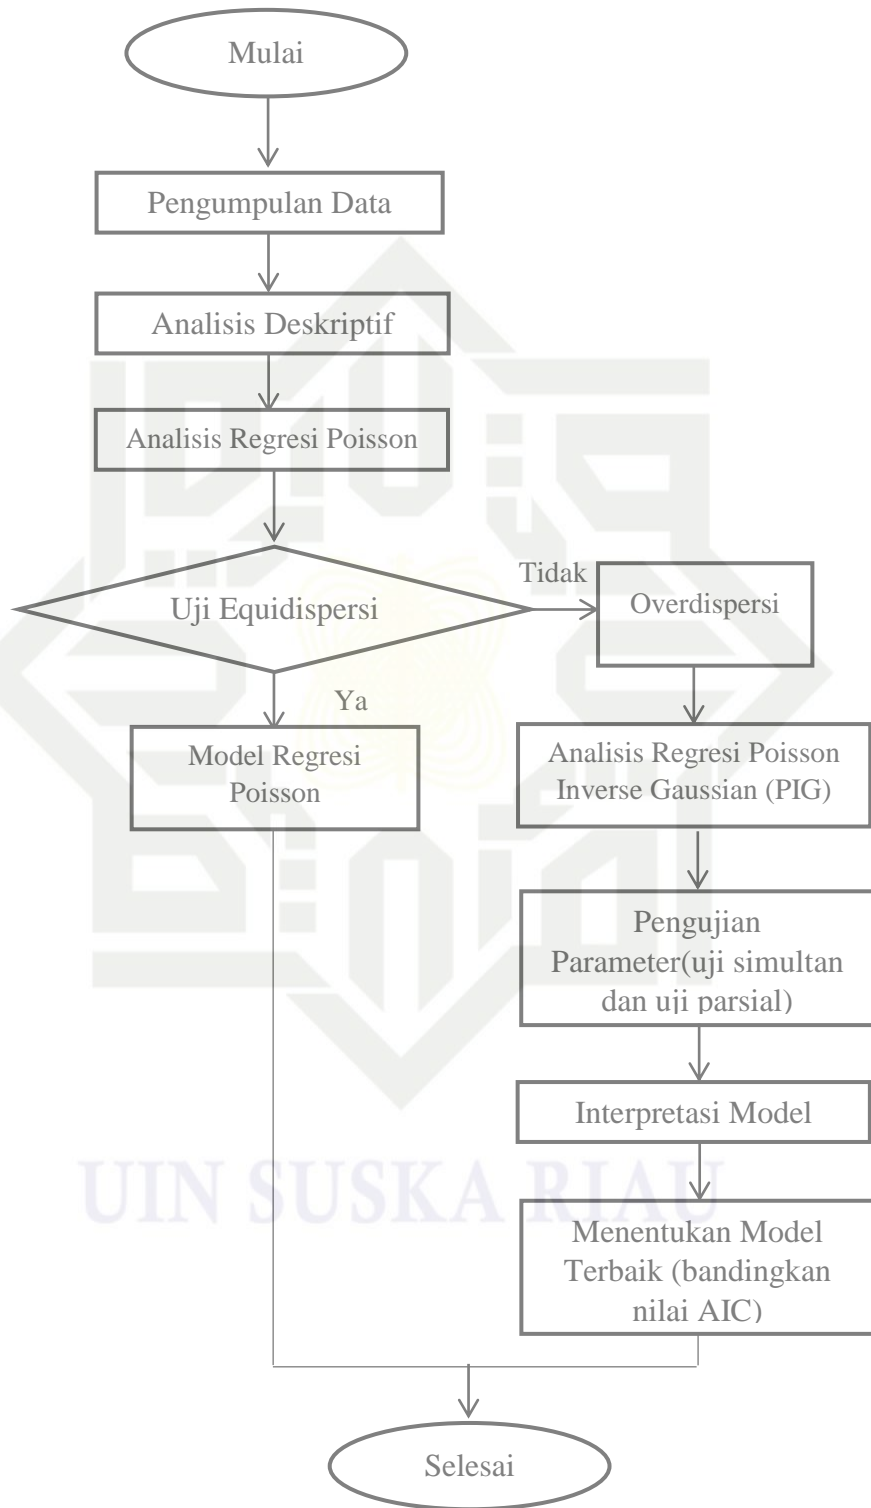 Mulai
Pengumpulan Data
Analisis Deskriptif
Analisis Regresi Poisson
Uji Equidispersi
Tidak
Overdispersi
Ya
Model Regresi
Poisson
Analisis Regresi Poisson
Inverse Gaussian (PIG)
Pengujian
Parameter(uji simultan
dan uji parsial)
Interpretasi Model
UIN SUSKA RIAU
Menentukan Model
Terbaik (bandingkan
nilai AIC)
Selesai